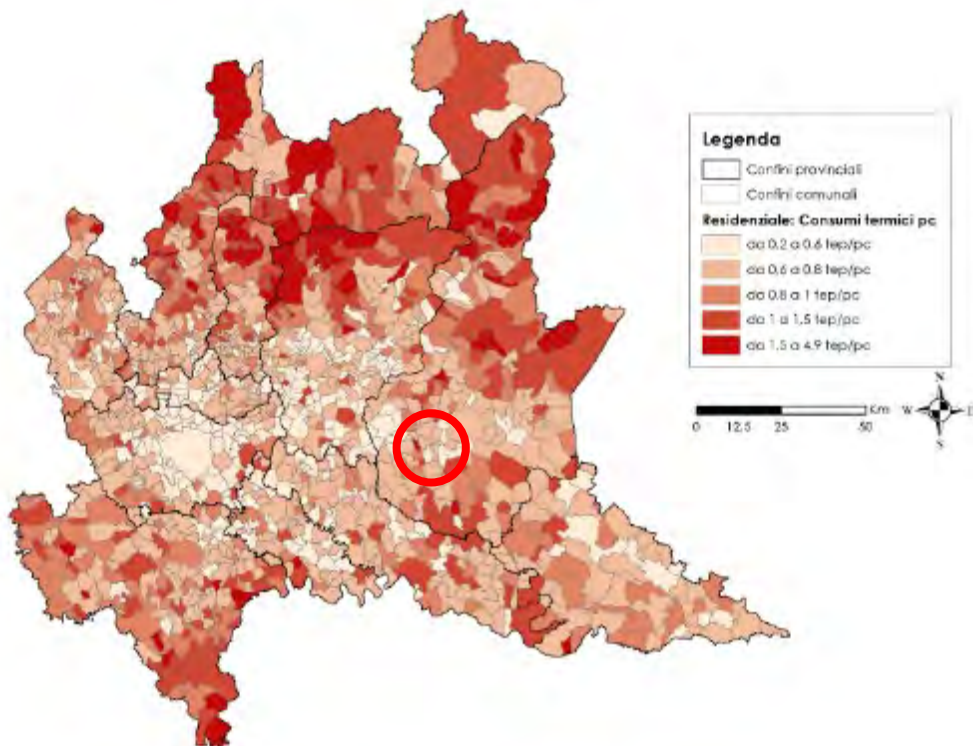 Legenda
Confini provinciali
Confini comunali
Residenziale: Consumi termici pc
da 0,2 a 0,6 tep/pc
da 0,6 a 0,8 tep/pc
da 0,8 a 1 tep/pc
da 1 a 1,5 tep/pc
da 1,5 a 4,9 tep/pc
N
Km
W
E
0 12,5 25 50
S